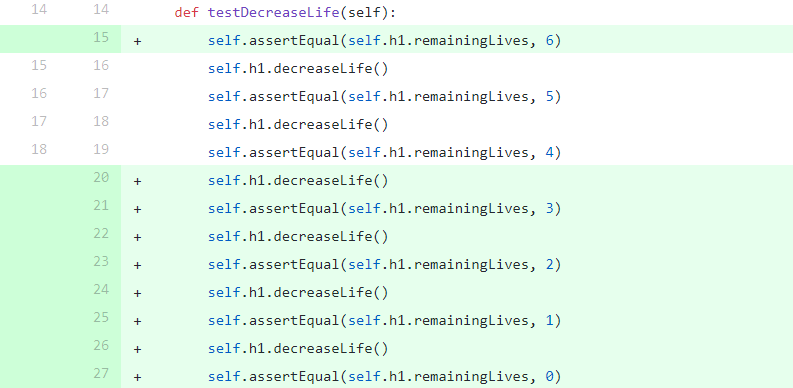 14 14 def testDecreaseLife(self):
15 + self.assertEqual(self.h1.remainingLives, 6)
15 16 self.h1.decreaseLife()
16 17 self.assertEqual(self.h1.remainingLives, 5)
17 18 self.h1.decreaseLife()
18 19 self.assertEqual(self.h1.remainingLives, 4)
20 + self.h1.decreaseLife()
21 + self.assertEqual(self.h1.remainingLives, 3)
22 + self.h1.decreaseLife()
23 + self.assertEqual(self.h1.remainingLives, 2)
24 + self.h1.decreaseLife()
25 + self.assertEqual(self.h1.remainingLives, 1)
26 + self.h1.decreaseLife()
27 + self.assertEqual(self.h1.remainingLives, 0)